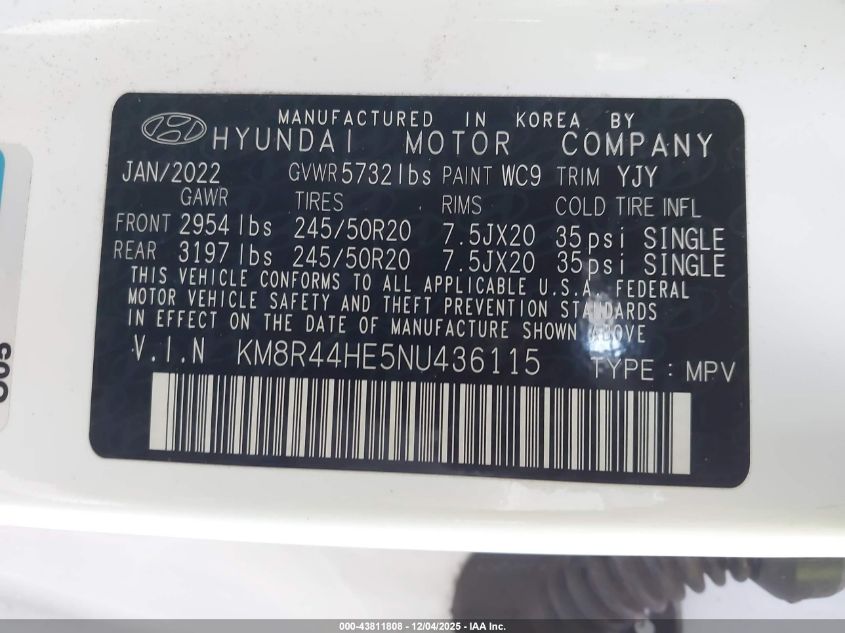 MANUFACTURED IN KOREA BY
HYUNDAI MOTOR COMPANY
JAN/2022 GVWR 5732lbs PAINT WC9 TRIM YJY
GAWR TIRES RIMS COLD TIRE INFL
FRONT 2954 lbs 245/50R20 7.5JX20 35psi SINGLE
REAR 3197 lbs 245/50R20 7.5JX20 35psi SINGLE
THIS VEHICLE CONFORMS TO ALL APPLICABLE U.S.A. FEDERAL
MOTOR VEHICLE SAFETY AND THEFT PREVENTION STANDARDS
IN EFFECT ON THE DATE OF MANUFACTURE SHOWN ABOVE.
V.I.N KM8R44HE5NU436115 TYPE : MPV
000-43811808 - 12/04/2025 - IAA Inc.